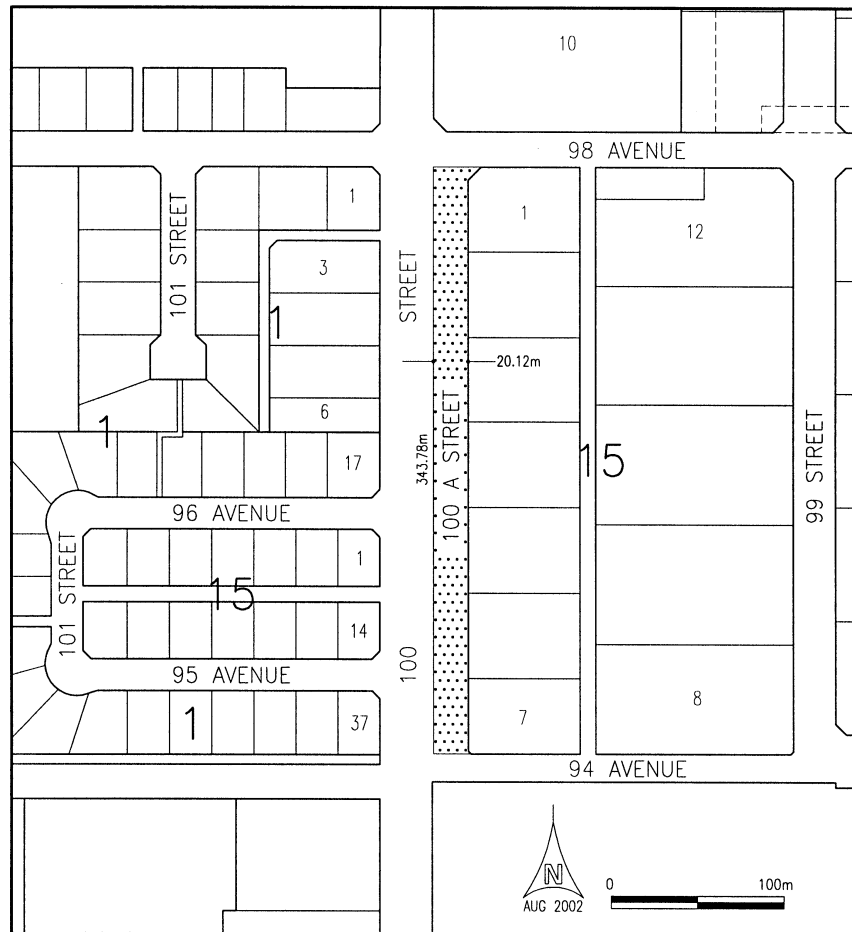 10
98 AVENUE
101 STREET
1
3
1
6
1
17
96 AVENUE
101 STREET
1
15
14
95 AVENUE
1
37
100 STREET
20.12m
343.78m
100 A STREET
1
7
15
12
8
99 STREET
94 AVENUE
N
AUG 2002
0 100m